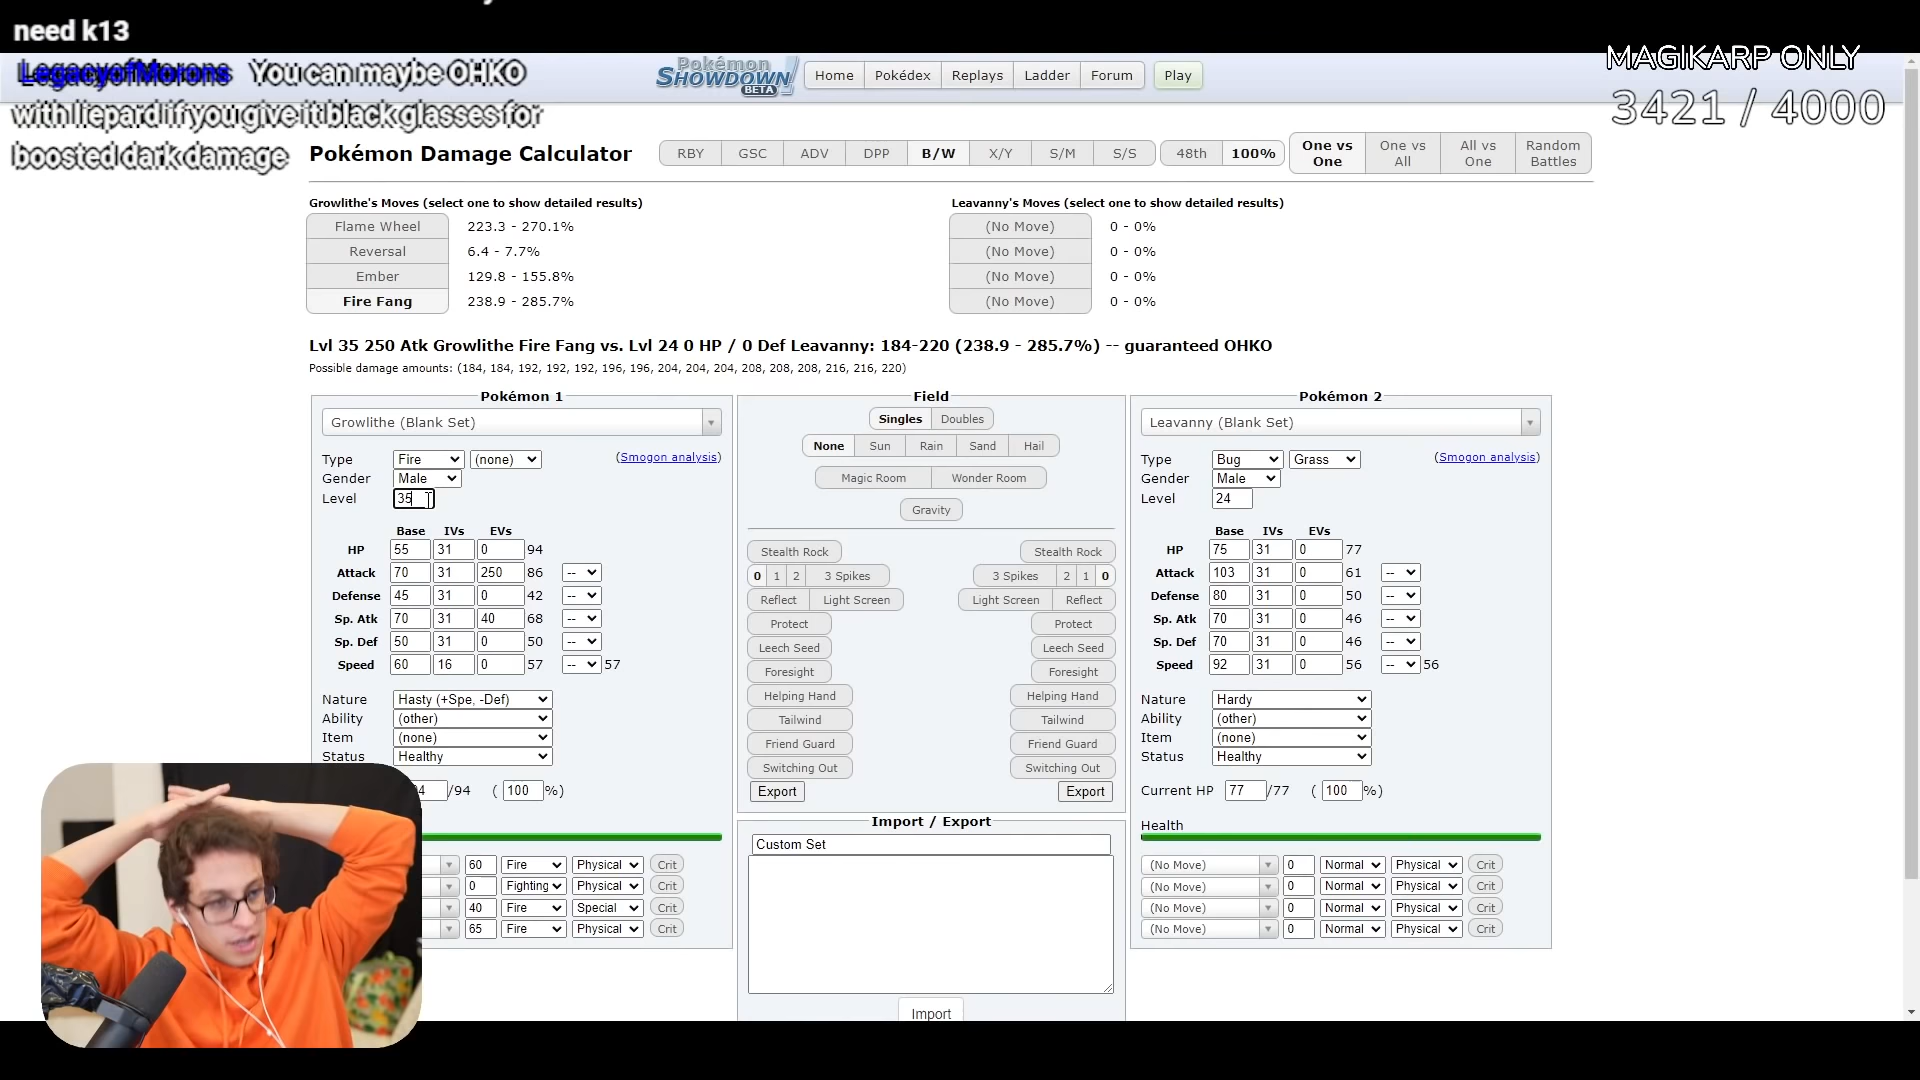 need k13
LegacyofMorons You can maybe OHKO
with liepard if you give it black glasses for
boosted dark damage
Pokémon
SHOWDOWN
BETA
Home Pokédex Replays Ladder Forum Play
MAGIKARP ONLY
3421 / 4000
Pokémon Damage Calculator
RBY GSC ADV DPP B/W X/Y S/M S/S 48th 100%
One vs One
One vs All
All vs One
Random Battles
Growlithe's Moves (select one to show detailed results)
Flame Wheel 223.3 - 270.1%
Reversal 6.4 - 7.7%
Ember 129.8 - 155.8%
Fire Fang 238.9 - 285.7%
Leavanny's Moves (select one to show detailed results)
(No Move) 0 - 0%
(No Move) 0 - 0%
(No Move) 0 - 0%
(No Move) 0 - 0%
Lvl 35 250 Atk Growlithe Fire Fang vs. Lvl 24 0 HP / 0 Def Leavanny: 184-220 (238.9 - 285.7%) -- guaranteed OHKO
Possible damage amounts: (184, 184, 192, 192, 192, 196, 196, 204, 204, 204, 208, 208, 208, 216, 216, 220)
Pokémon 1
Growlithe (Blank Set)
Type Fire (none) (Smogon analysis)
Gender Male
Level 35
Base IVs EVs
HP 55 31 0 94
Attack 70 31 250 86 --
Defense 45 31 0 42 --
Sp. Atk 70 31 40 68 --
Sp. Def 50 31 0 50 --
Speed 60 16 0 57 -- 57
Nature Hasty (+Spe, -Def)
Ability (other)
Item (none)
Status Healthy
/94 ( 100 %)
60 Fire Physical Crit
0 Fighting Physical Crit
40 Fire Special Crit
65 Fire Physical Crit
Field
Singles Doubles
None Sun Rain Sand Hail
Magic Room Wonder Room
Gravity
Stealth Rock Stealth Rock
0 1 2 3 Spikes 3 Spikes 2 1 0
Reflect Light Screen Light Screen Reflect
Protect Protect
Leech Seed Leech Seed
Foresight Foresight
Helping Hand Helping Hand
Tailwind Tailwind
Friend Guard Friend Guard
Switching Out Switching Out
Export Export
Import / Export
Custom Set
Import
Pokémon 2
Leavanny (Blank Set)
Type Bug Grass (Smogon analysis)
Gender Male
Level 24
Base IVs EVs
HP 75 31 0 77
Attack 103 31 0 61 --
Defense 80 31 0 50 --
Sp. Atk 70 31 0 46 --
Sp. Def 70 31 0 46 --
Speed 92 31 0 56 -- 56
Nature Hardy
Ability (other)
Item (none)
Status Healthy
Current HP 77 /77 ( 100 %)
Health
(No Move) 0 Normal Physical Crit
(No Move) 0 Normal Physical Crit
(No Move) 0 Normal Physical Crit
(No Move) 0 Normal Physical Crit